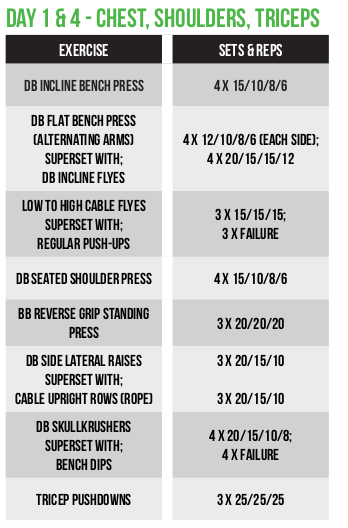 DAY 1 & 4 - CHEST, SHOULDERS, TRICEPS
EXERCISE
SETS & REPS
DB INCLINE BENCH PRESS
4 X 15/10/8/6
DB FLAT BENCH PRESS
(ALTERNATING ARMS)
SUPERSET WITH;
DB INCLINE FLYES
4 X 12/10/8/6 (EACH SIDE);
4 X 20/15/15/12
LOW TO HIGH CABLE FLYES
SUPERSET WITH;
REGULAR PUSH-UPS
3 X 15/15/15;
3 X FAILURE
DB SEATED SHOULDER PRESS
4 X 15/10/8/6
BB REVERSE GRIP STANDING
PRESS
3 X 20/20/20
DB SIDE LATERAL RAISES
SUPERSET WITH;
CABLE UPRIGHT ROWS (ROPE)
3 X 20/15/10
3 X 20/15/10
DB SKULLKRUSHERS
SUPERSET WITH;
BENCH DIPS
4 X 20/15/10/8;
4 X FAILURE
TRICEP PUSHDOWNS
3 X 25/25/25